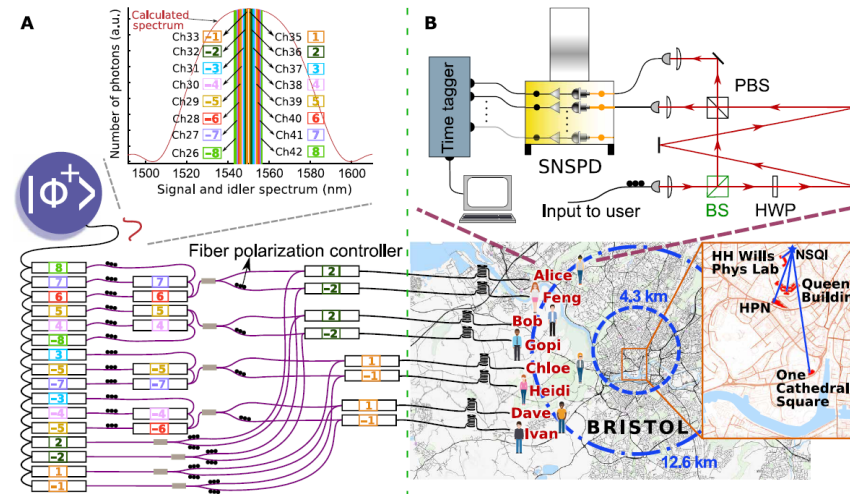 A
Calculated
spectrum
Number of photons (a.u.)
Ch33 -1
Ch32 -2
Ch31 -3
Ch30 -4
Ch29 -5
Ch28 -6
Ch27 -7
Ch26 -8
Ch35 1
Ch36 2
Ch37 3
Ch38 4
Ch39 5
Ch40 6
Ch41 7
Ch42 8
1500 1520 1540 1560 1580 1600
Signal and idler spectrum (nm)
|Φ+>
Fiber polarization controller
8
7 7
6 6
5 5
4 4
-8
3
-5 -5
-7 -7
-3
-4 -4
-5 -6
2
-2
1
-1
2
-2
2
-2
1
-1
1
-1
B
Time tagger
SNSPD
PBS
Input to user
BS
HWP
Alice
Feng
Bob
Gopi
Chloe
Heidi
Dave
Ivan
4.3 km
BRISTOL
12.6 km
HH Wills
Phys Lab
NSQI
Queen
Buildin
HPN
One
Cathedral
Square